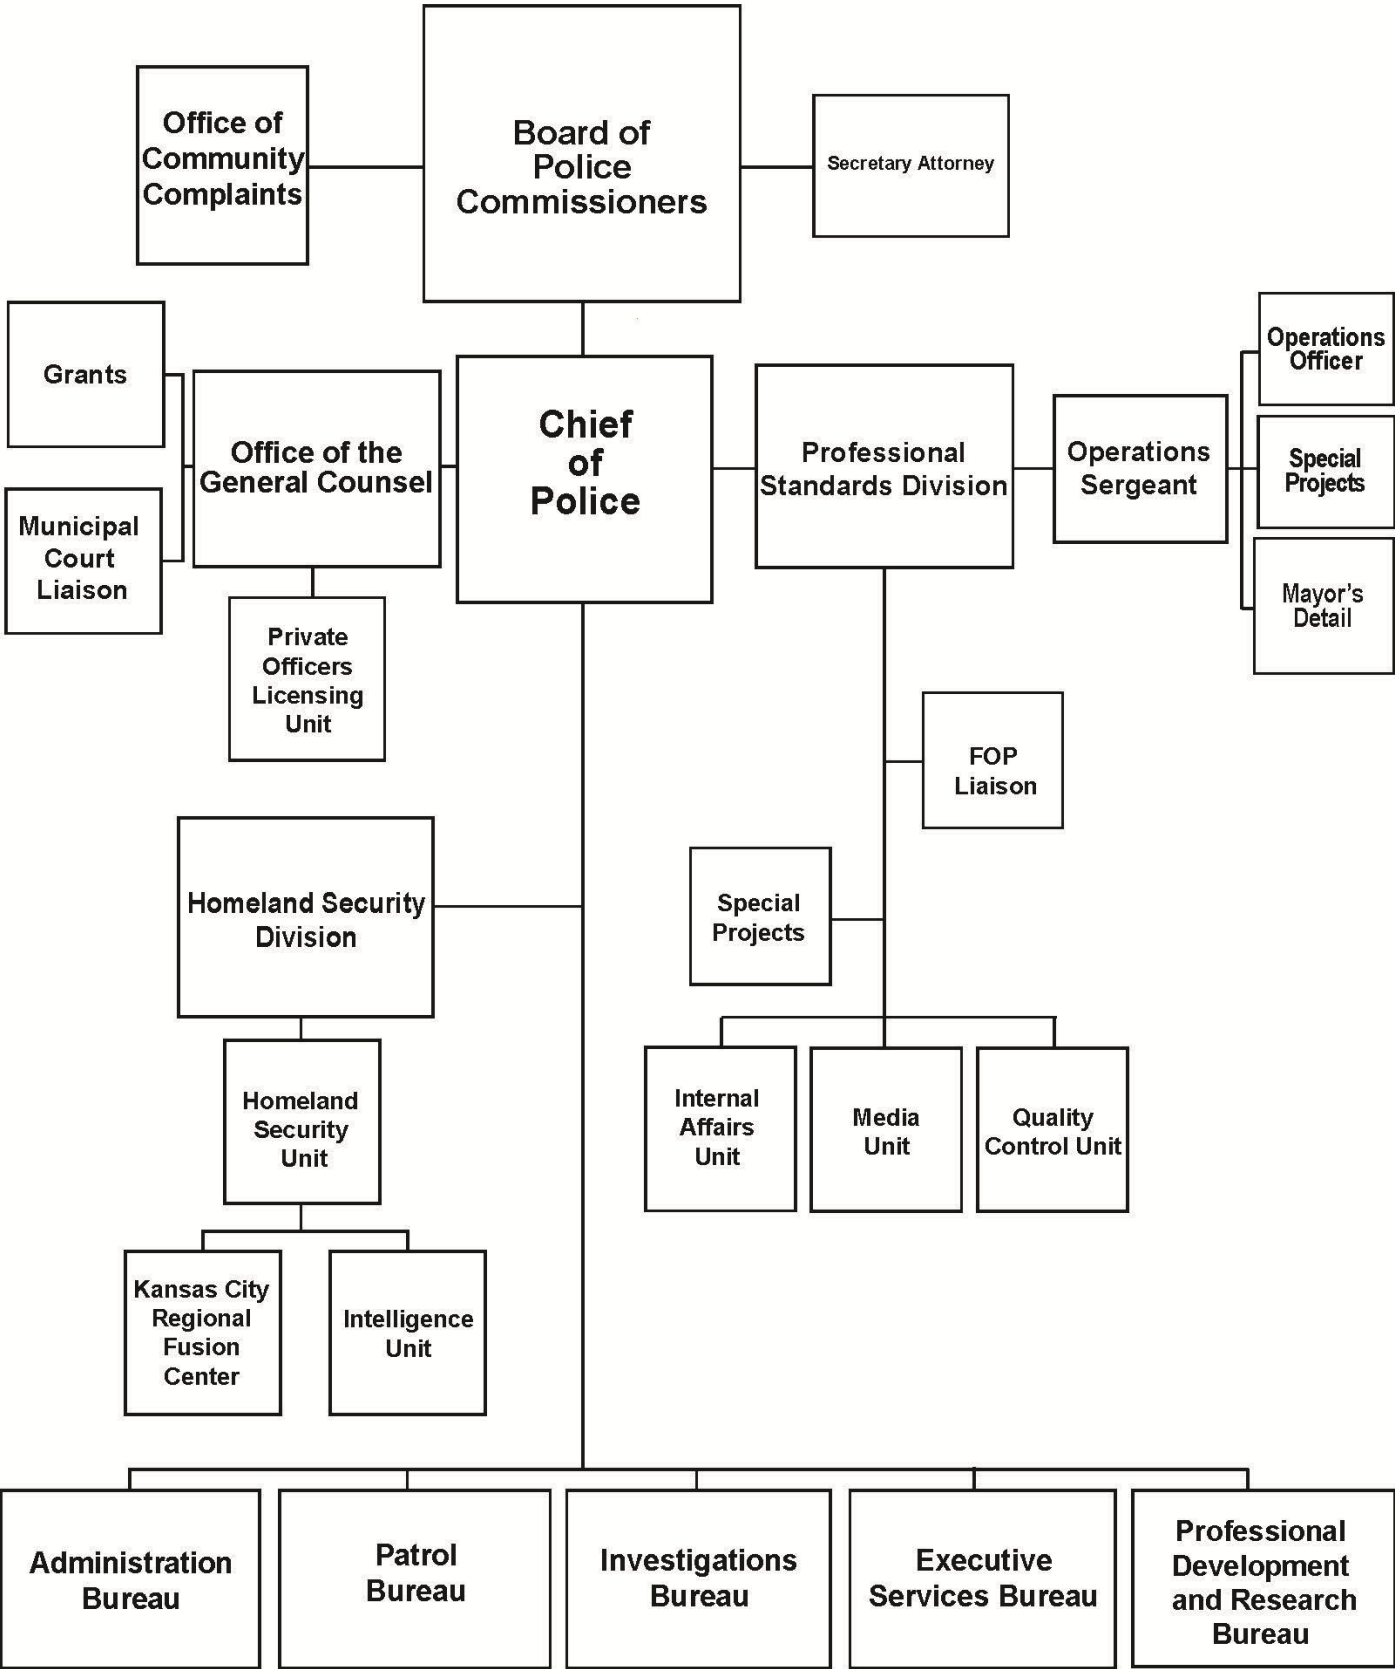 Office of
Community
Complaints
Board of
Police
Commissioners
Secretary Attorney
Grants
Municipal
Court
Liaison
Office of the
General Counsel
Private
Officers
Licensing
Unit
Chief
of
Police
Professional
Standards Division
Operations
Sergeant
Operations
Officer
Special
Projects
Mayor's
Detail
FOP
Liaison
Special
Projects
Homeland Security
Division
Internal
Affairs
Unit
Media
Unit
Quality
Control Unit
Homeland
Security
Unit
Kansas City
Regional
Fusion
Center
Intelligence
Unit
Administration
Bureau
Patrol
Bureau
Investigations
Bureau
Executive
Services Bureau
Professional
Development
and Research
Bureau